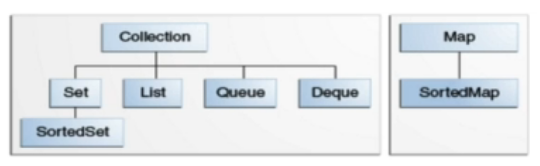 Collection
Map
Set
List
Queue
Deque
SortedMap
SortedSet